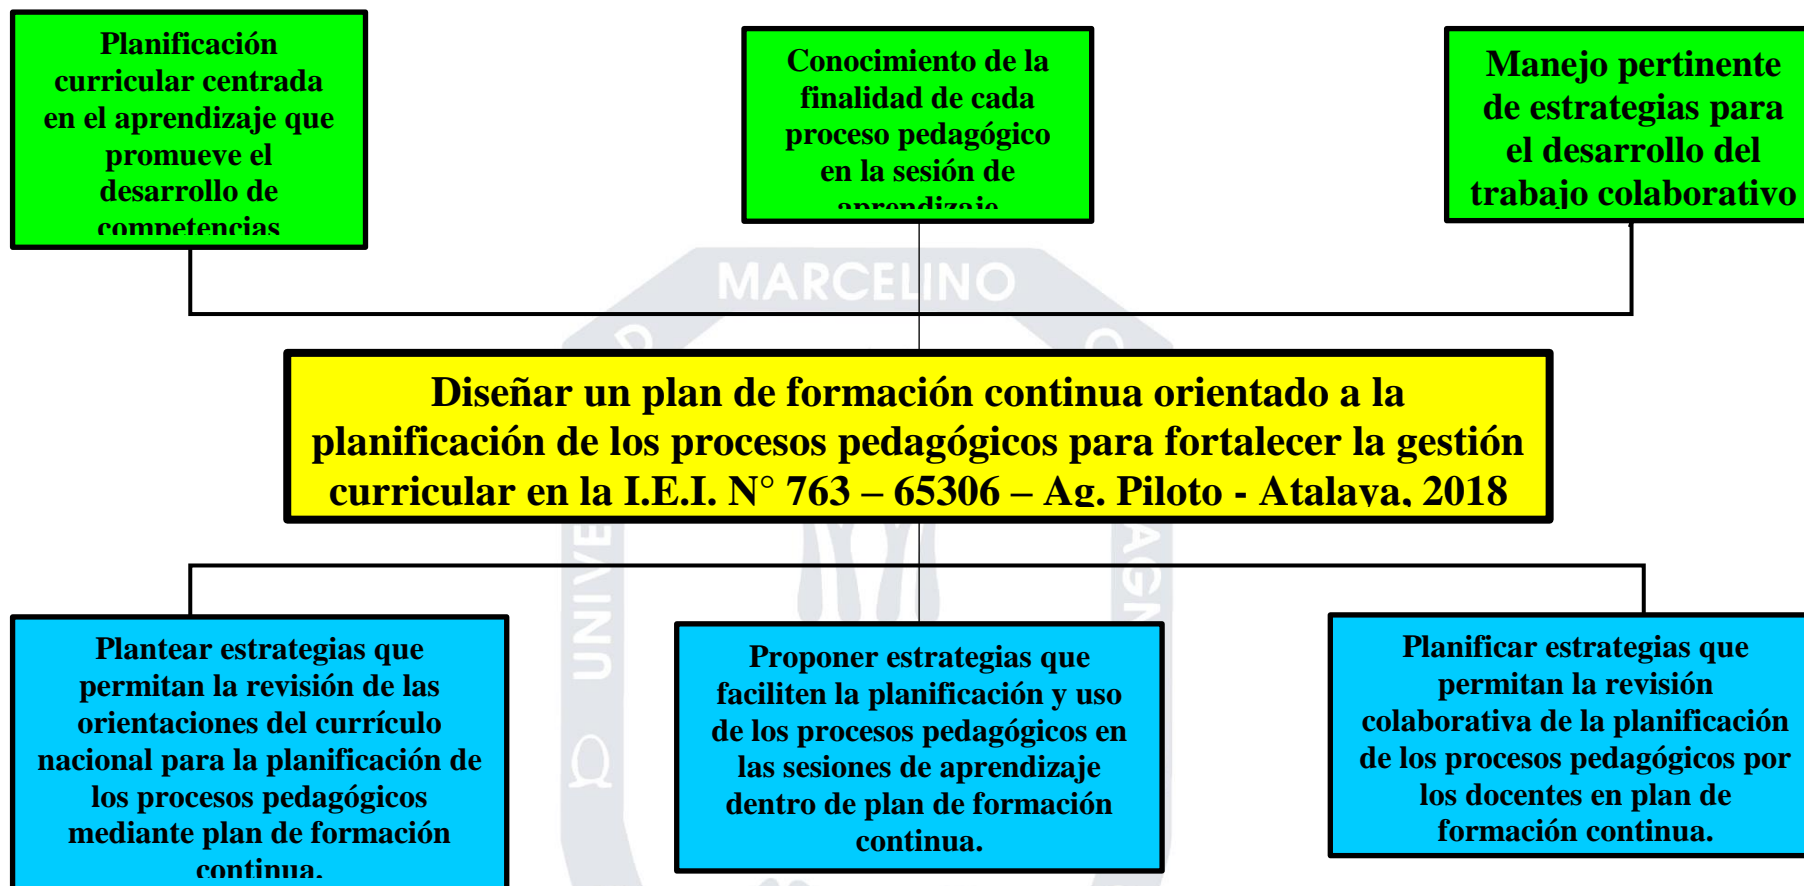 Planificación
curricular centrada
en el aprendizaje que
promueve el
desarrollo de
competencias
Conocimiento de la
finalidad de cada
proceso pedagógico
en la sesión de
aprendizaje.
Manejo pertinente
de estrategias para
el desarrollo del
trabajo colaborativo
MARCELINO
Diseñar un plan de formación continua orientado a la
planificación de los procesos pedagógicos para fortalecer la gestión
curricular en la I.E.I. N° 763 – 65306 – Ag. Piloto - Atalaya, 2018
Plantear estrategias que
permitan la revisión de las
orientaciones del currículo
nacional para la planificación de
los procesos pedagógicos
mediante plan de formación
continua.
Proponer estrategias que
faciliten la planificación y uso
de los procesos pedagógicos en
las sesiones de aprendizaje
dentro de plan de formación
continua.
Planificar estrategias que
permitan la revisión
colaborativa de la planificación
de los procesos pedagógicos por
los docentes en plan de
formación continua.